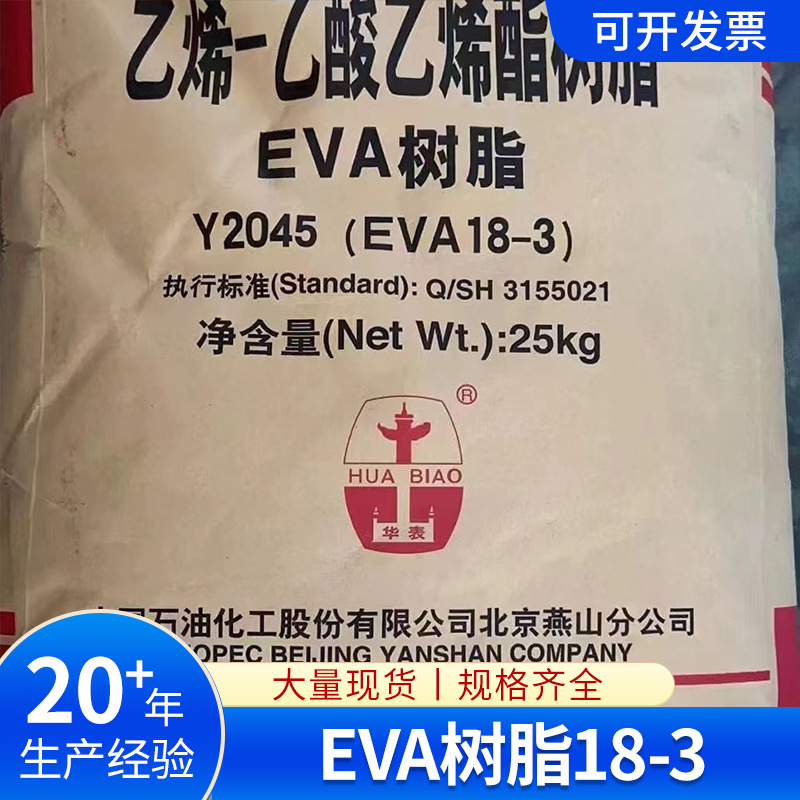 可开发票
乙烯-乙酸乙烯酯树脂
EVA树脂
Y2045 (EVA18-3)
执行标准(Standard): Q/SH 3155021
净含量(Net Wt.):25kg
®
HUA BIAO
华表
石油化工股份有限公司北京燕山分公司
OPEC BEIJING YANSHAN COMPANY
20+年
生产经验
大量现货丨规格齐全
EVA树脂18-3